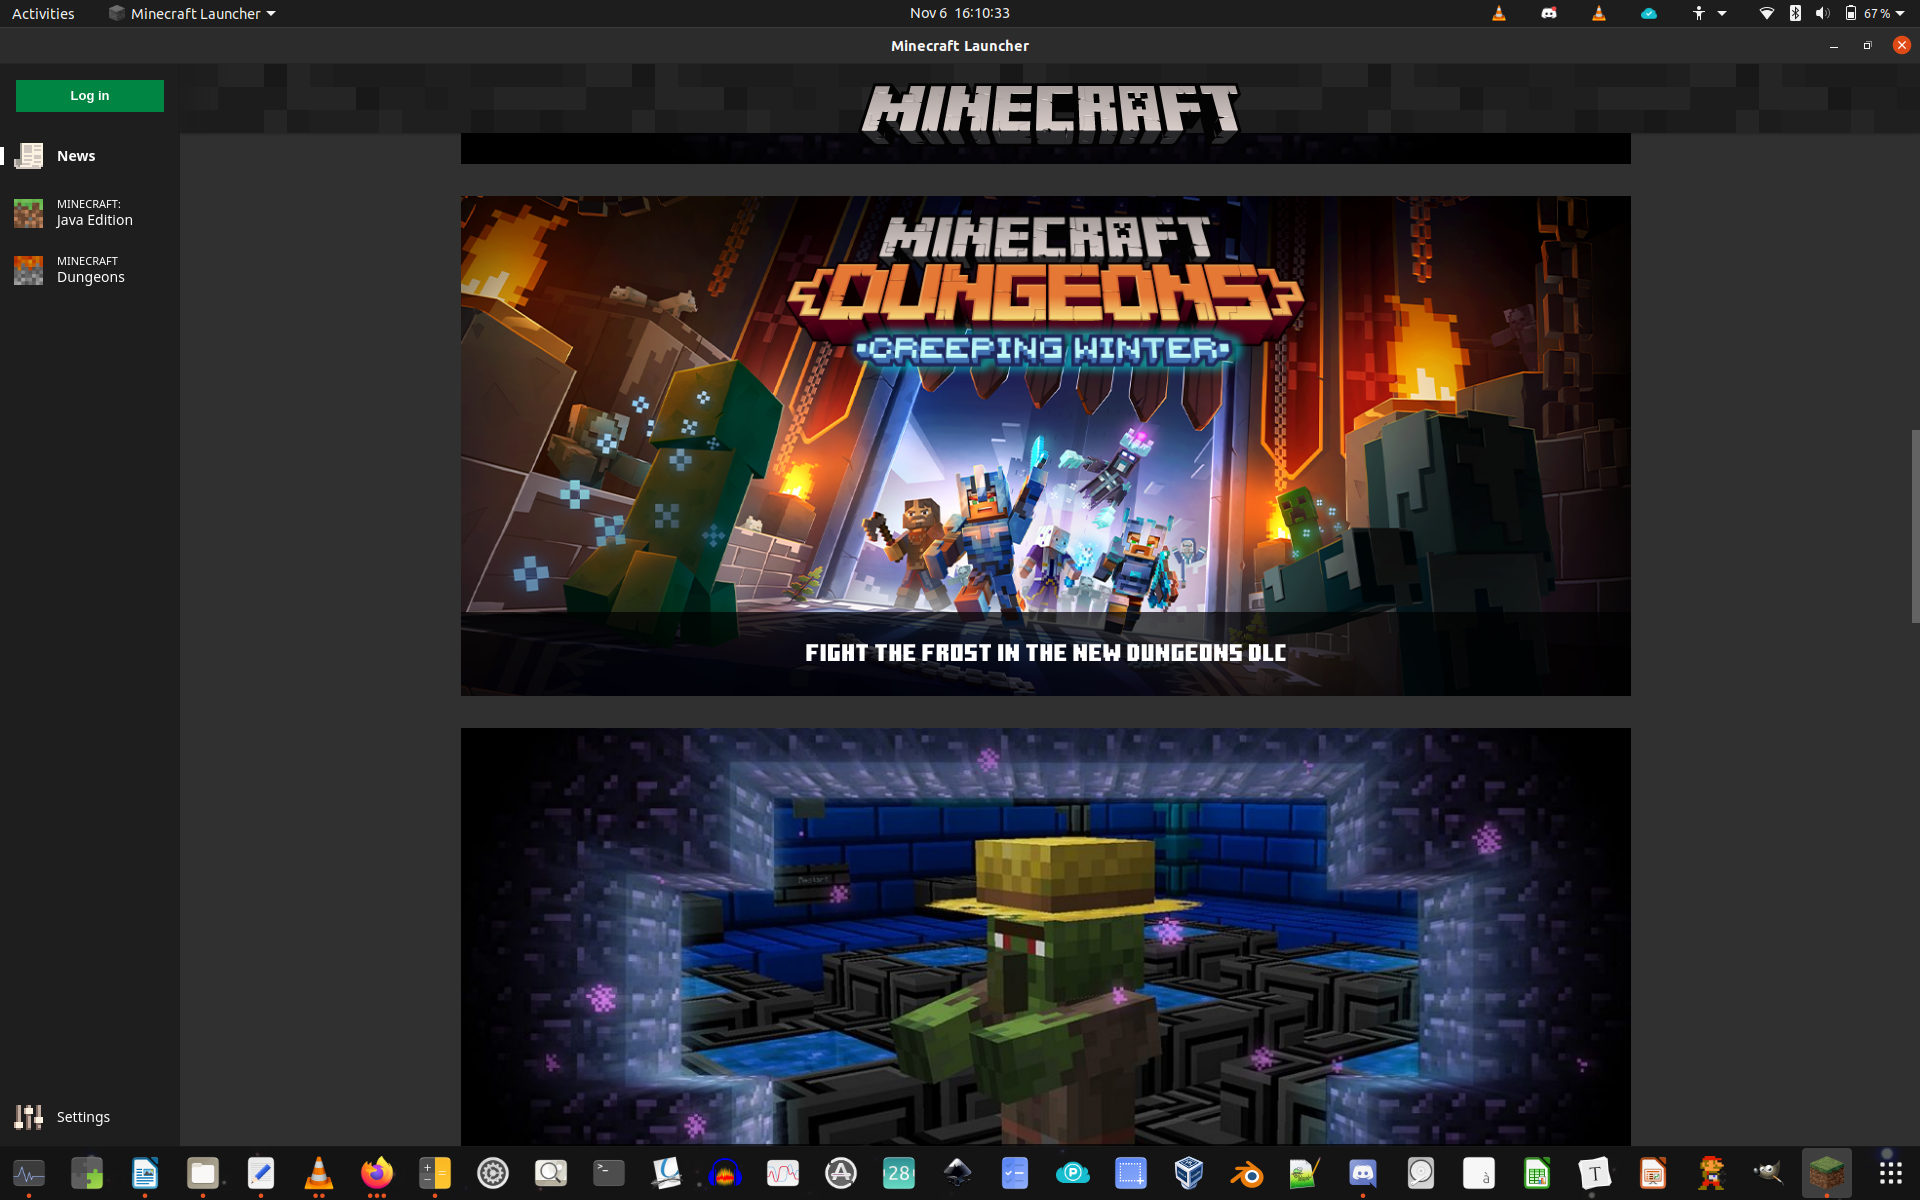 Activities
Minecraft Launcher
Nov 6 16:10:33
67 %
Minecraft Launcher
Log in
MINECRAFT
News
MINECRAFT:
Java Edition
MINECRAFT
Dungeons
MINECRAFT
DUNGEONS
CREEPING WINTER
FIGHT THE FROST IN THE NEW DUNGEONS DLC
Settings
28
T
à